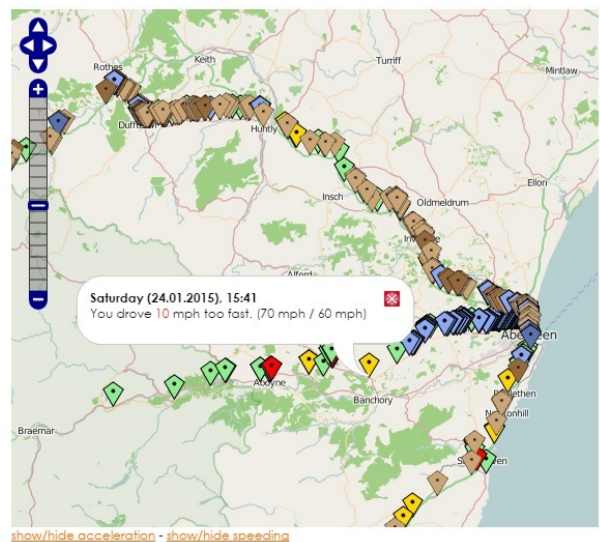 Rothes
Keith
Turriff
Mintlaw
Huntly
Ellon
Insch
Oldmeldrum
Alford
Saturday (24.01.2015), 15:41
You drove 10 mph too fast. (70 mph / 60 mph)
Aboyne
Banchory
Braemar
show/hide acceleration - show/hide speeding